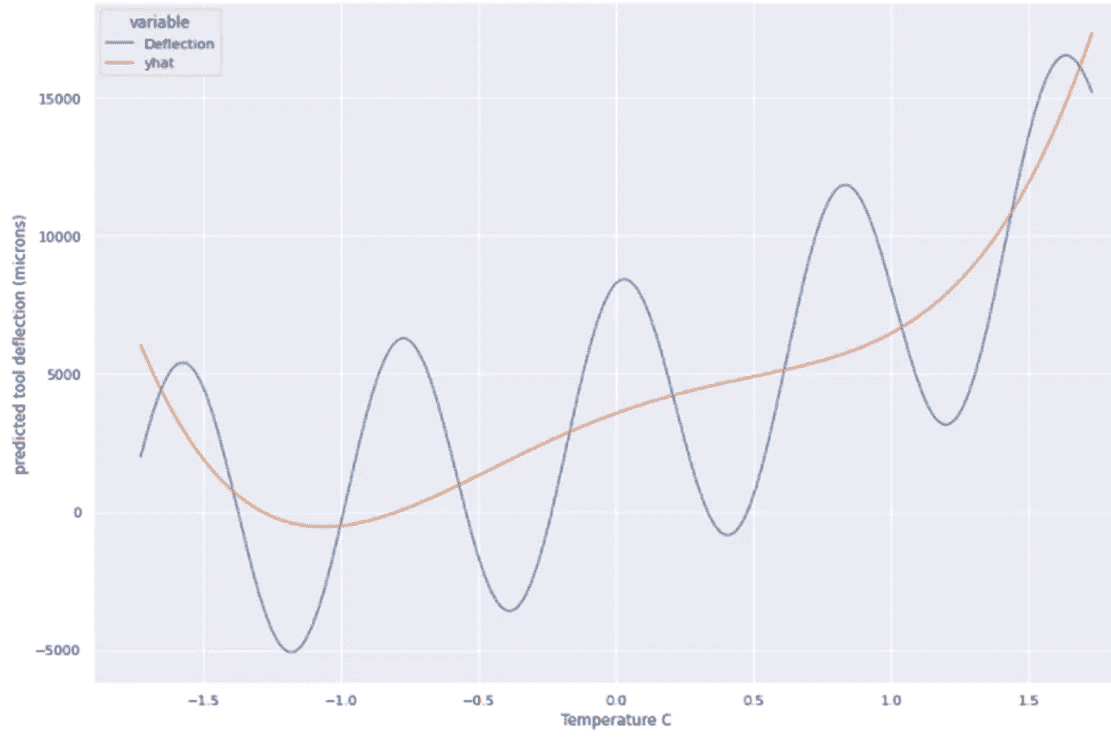 variable
Deflection
yhat
15000
10000
5000
0
−5000
predicted tool deflection (microns)
−1.5
−1.0
−0.5
0.0
0.5
1.0
1.5
Temperature C